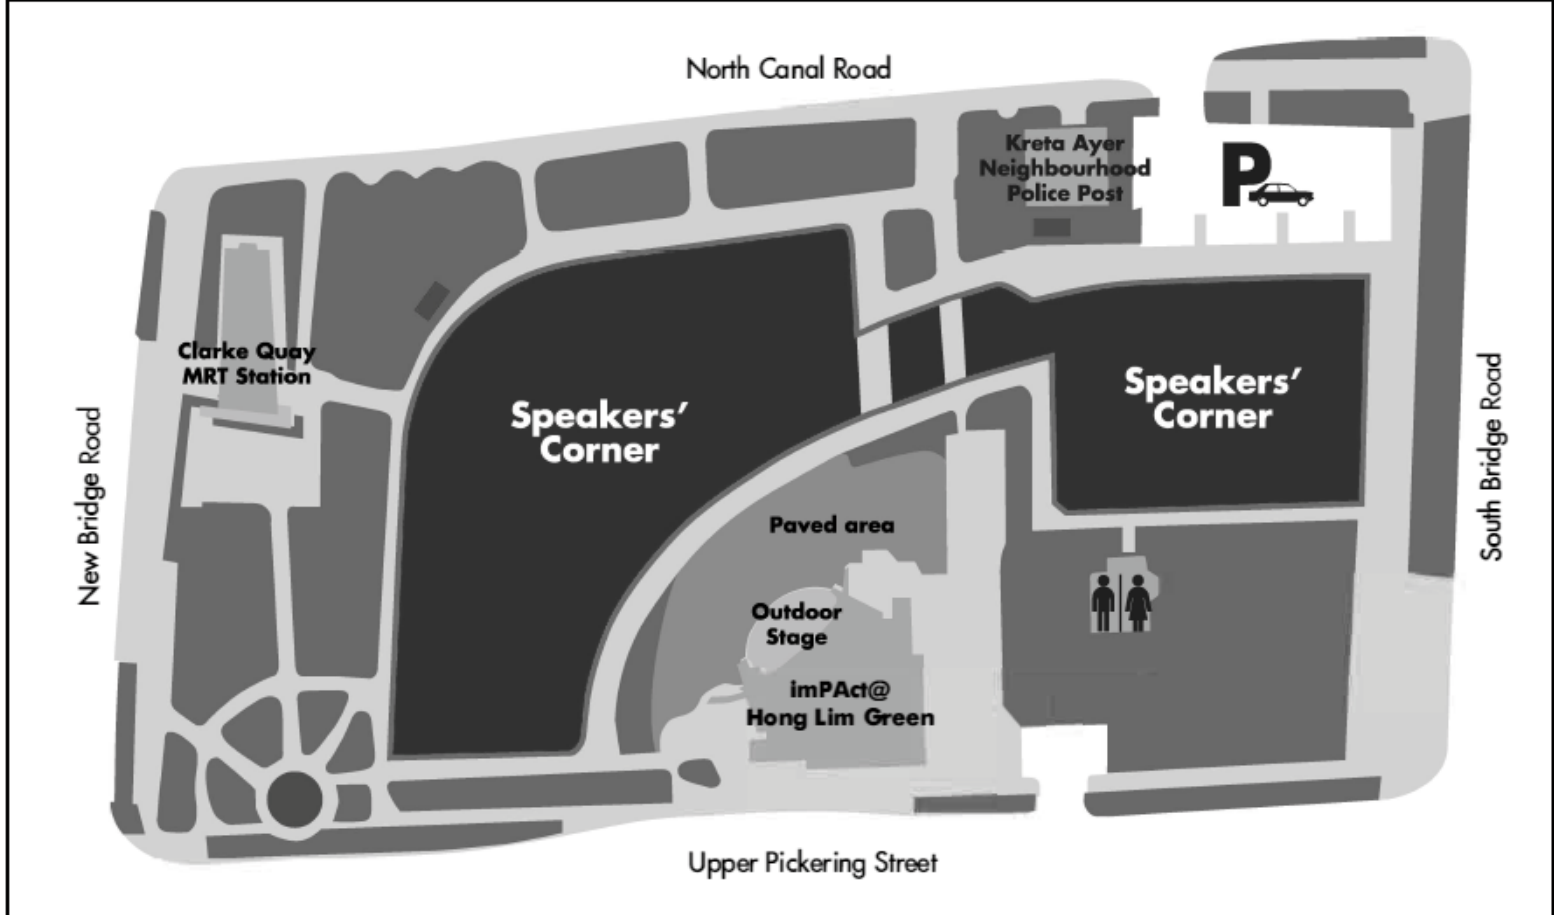 North Canal Road
Kreta Ayer
Neighbourhood
Police Post
P
Clarke Quay
MRT Station
Speakers’
Corner
Speakers’
Corner
New Bridge Road
South Bridge Road
Paved area
Outdoor
Stage
imPAct@
Hong Lim Green
Upper Pickering Street